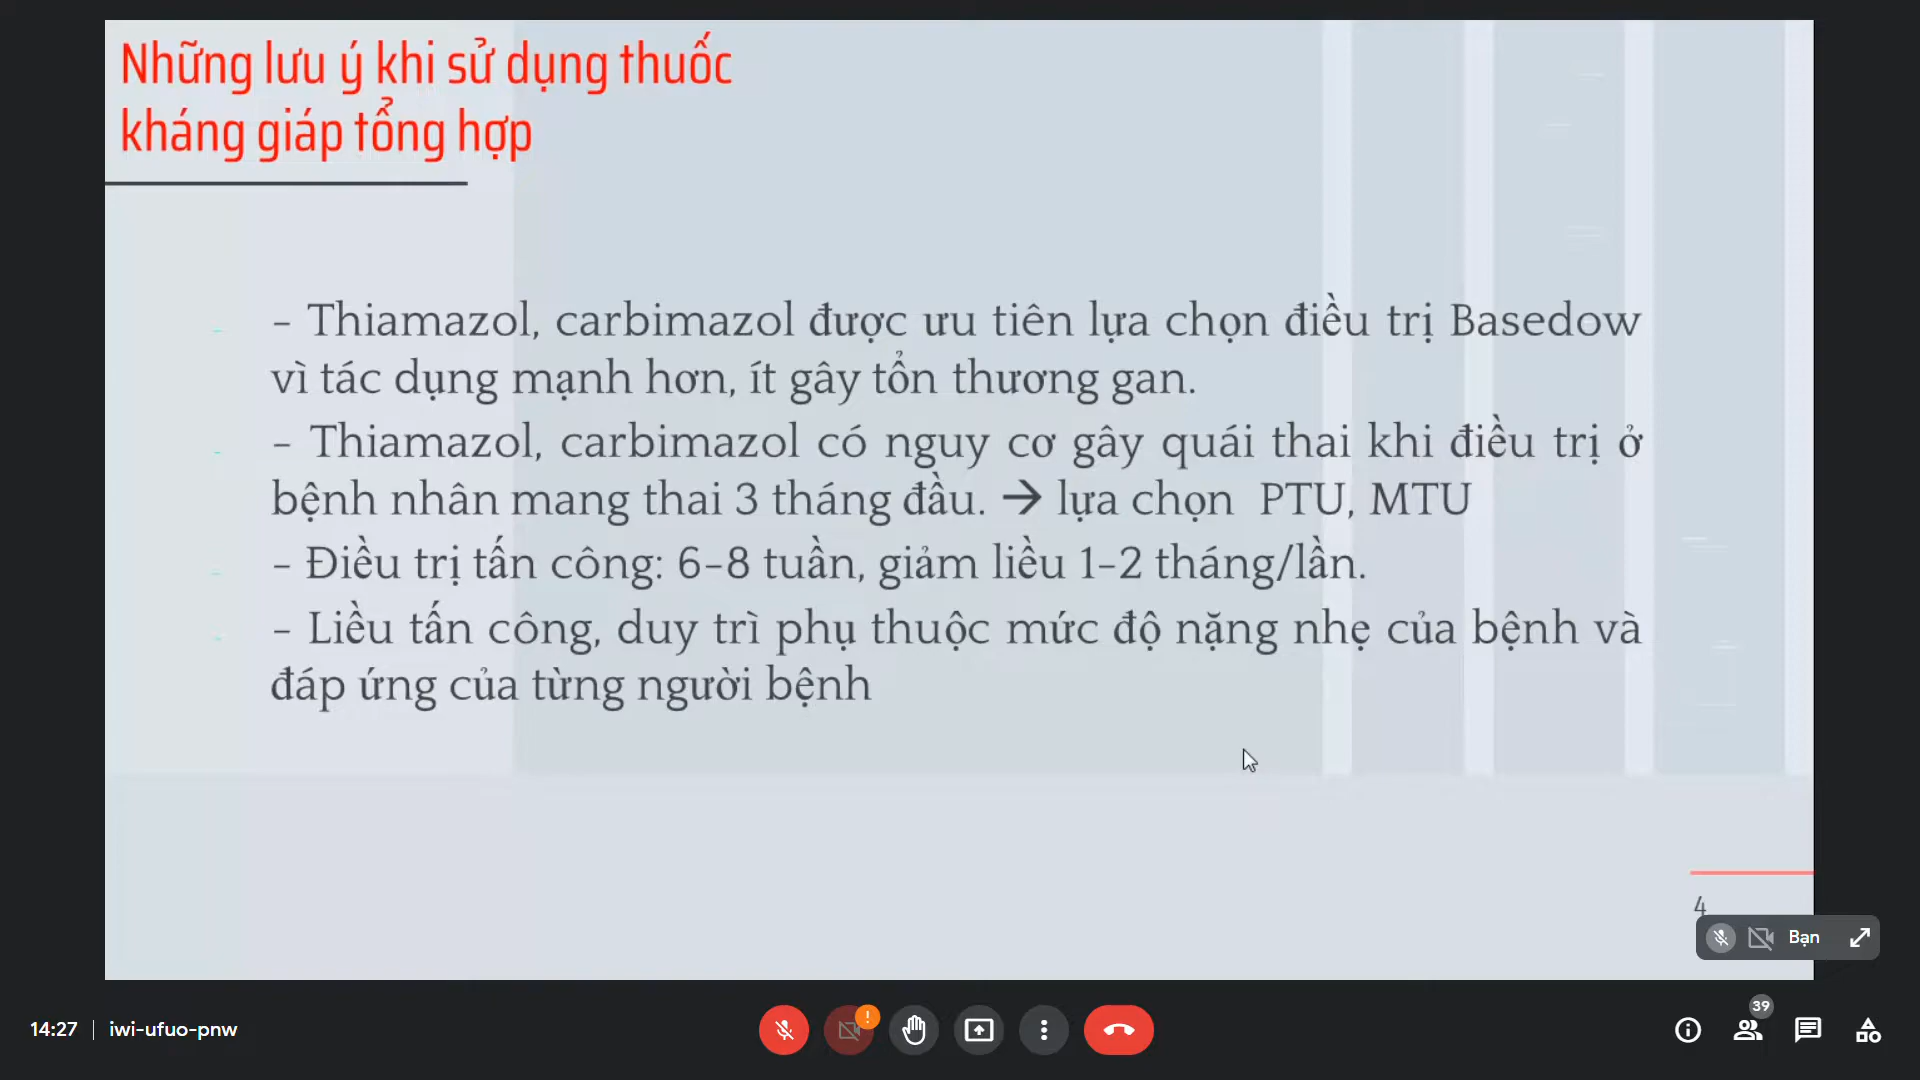 Những lưu ý khi sử dụng thuốc
kháng giáp tổng hợp
– Thiamazol, carbimazol được ưu tiên lựa chọn điều trị Basedow
vì tác dụng mạnh hơn, ít gây tổn thương gan.
– Thiamazol, carbimazol có nguy cơ gây quái thai khi điều trị ở
bệnh nhân mang thai 3 tháng đầu. → lựa chọn PTU, MTU
– Điều trị tấn công: 6–8 tuần, giảm liều 1–2 tháng/lần.
– Liều tấn công, duy trì phụ thuộc mức độ nặng nhẹ của bệnh và
đáp ứng của từng người bệnh
4
Bạn
39
14:27 | iwi-ufuo-pnw